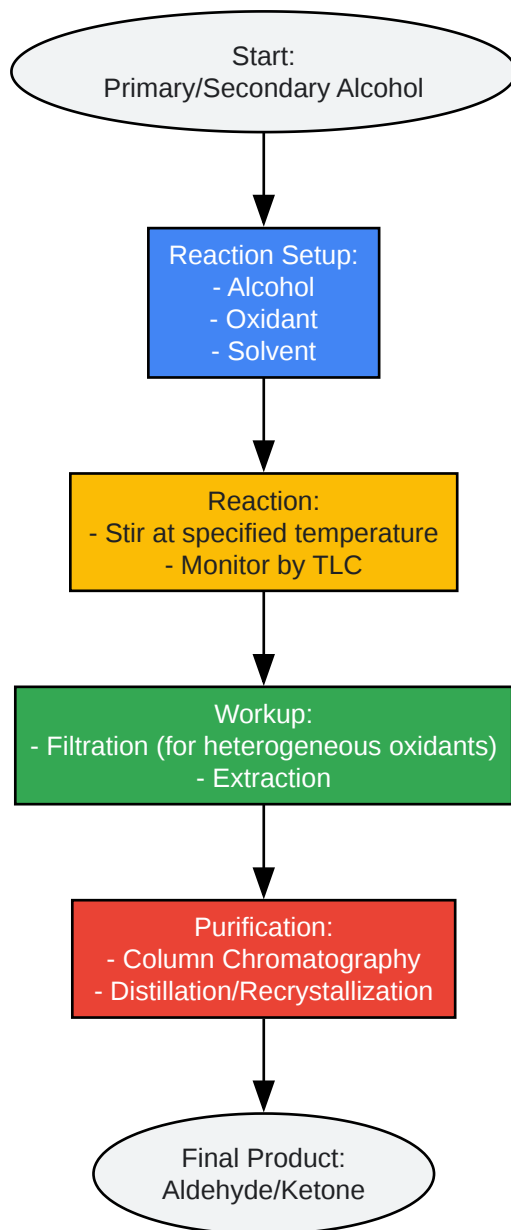 Start:
Primary/Secondary Alcohol
Reaction Setup:
- Alcohol
- Oxidant
- Solvent
Reaction:
- Stir at specified temperature
- Monitor by TLC
Workup:
- Filtration (for heterogeneous oxidants)
- Extraction
Purification:
- Column Chromatography
- Distillation/Recrystallization
Final Product:
Aldehyde/Ketone